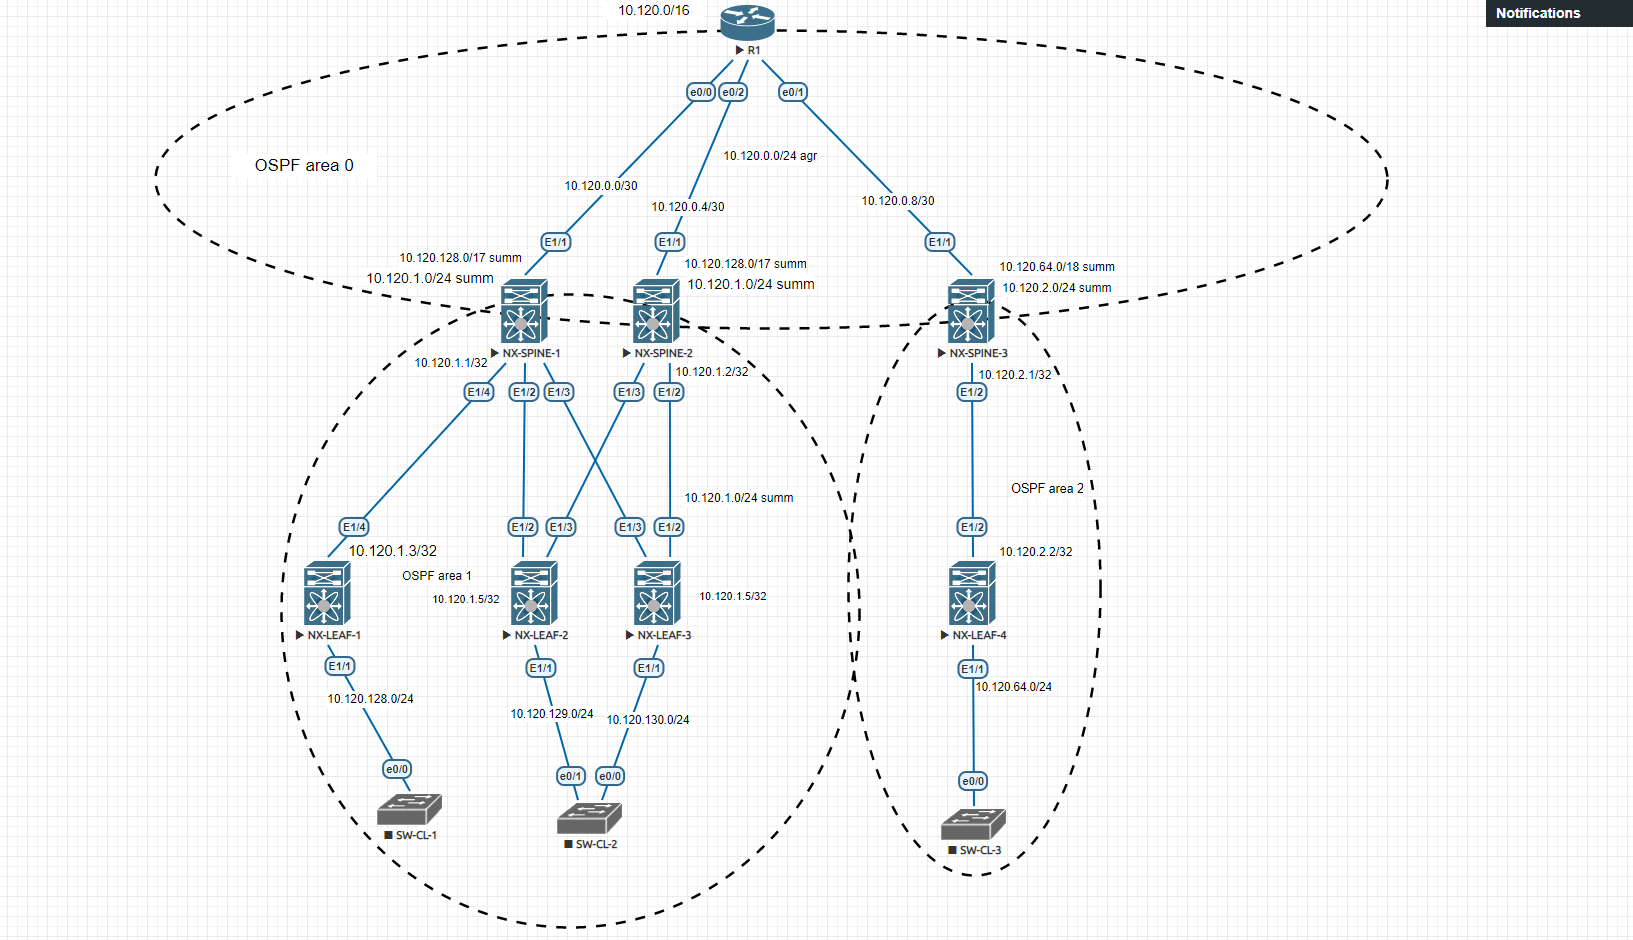 10.120.0/16
Notifications
R1
e0/0
e0/2
e0/1
10.120.0.0/24 agr
OSPF area 0
10.120.0.0/30
10.120.0.4/30
10.120.0.8/30
E1/1
E1/1
E1/1
10.120.128.0/17 summ
10.120.1.0/24 summ
10.120.128.0/17 summ
10.120.1.0/24 summ
10.120.64.0/18 summ
10.120.2.0/24 summ
NX-SPINE-1
NX-SPINE-2
NX-SPINE-3
10.120.1.1/32
10.120.1.2/32
10.120.2.1/32
E1/4
E1/2
E1/3
E1/3
E1/2
E1/2
OSPF area 2
10.120.1.0/24 summ
E1/4
E1/2
E1/3
E1/3
E1/2
E1/2
10.120.1.3/32
10.120.2.2/32
OSPF area 1
10.120.1.5/32
10.120.1.5/32
NX-LEAF-1
NX-LEAF-2
NX-LEAF-3
NX-LEAF-4
E1/1
E1/1
E1/1
E1/1
10.120.64.0/24
10.120.128.0/24
10.120.129.0/24
10.120.130.0/24
e0/0
e0/1
e0/0
e0/0
SW-CL-1
SW-CL-2
SW-CL-3